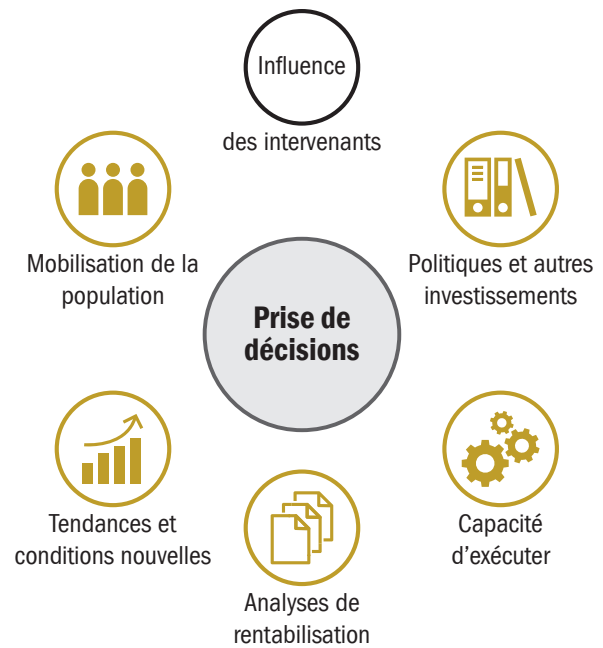 Influence
des intervenants
Mobilisation de la
population
Politiques et autres
investissements
Prise de
décisions
Tendances et
conditions nouvelles
Capacité
d’exécuter
Analyses de
rentabilisation